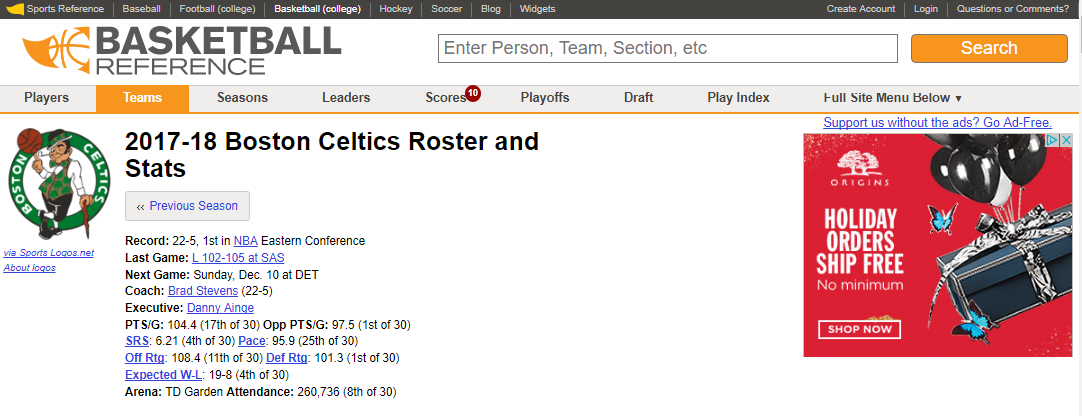 Sports Reference Baseball Football (college) Basketball (college) Hockey Soccer Blog Widgets Create Account Login Questions or Comments?
BASKETBALL
REFERENCE
Enter Person, Team, Section, etc
Search
Players Teams Seasons Leaders Scores 10 Playoffs Draft Play Index Full Site Menu Below ▼
Support us without the ads? Go Ad-Free.
BOSTON CELTICS
via Sports Logos.net
About logos
2017-18 Boston Celtics Roster and
Stats
‹‹ Previous Season
Record: 22-5, 1st in NBA Eastern Conference
Last Game: L 102-105 at SAS
Next Game: Sunday, Dec. 10 at DET
Coach: Brad Stevens (22-5)
Executive: Danny Ainge
PTS/G: 104.4 (17th of 30) Opp PTS/G: 97.5 (1st of 30)
SRS: 6.21 (4th of 30) Pace: 95.9 (25th of 30)
Off Rtg: 108.4 (11th of 30) Def Rtg: 101.3 (1st of 30)
Expected W-L: 19-8 (4th of 30)
Arena: TD Garden Attendance: 260,736 (8th of 30)
ORIGINS
HOLIDAY
ORDERS
SHIP FREE
No minimum
SHOP NOW